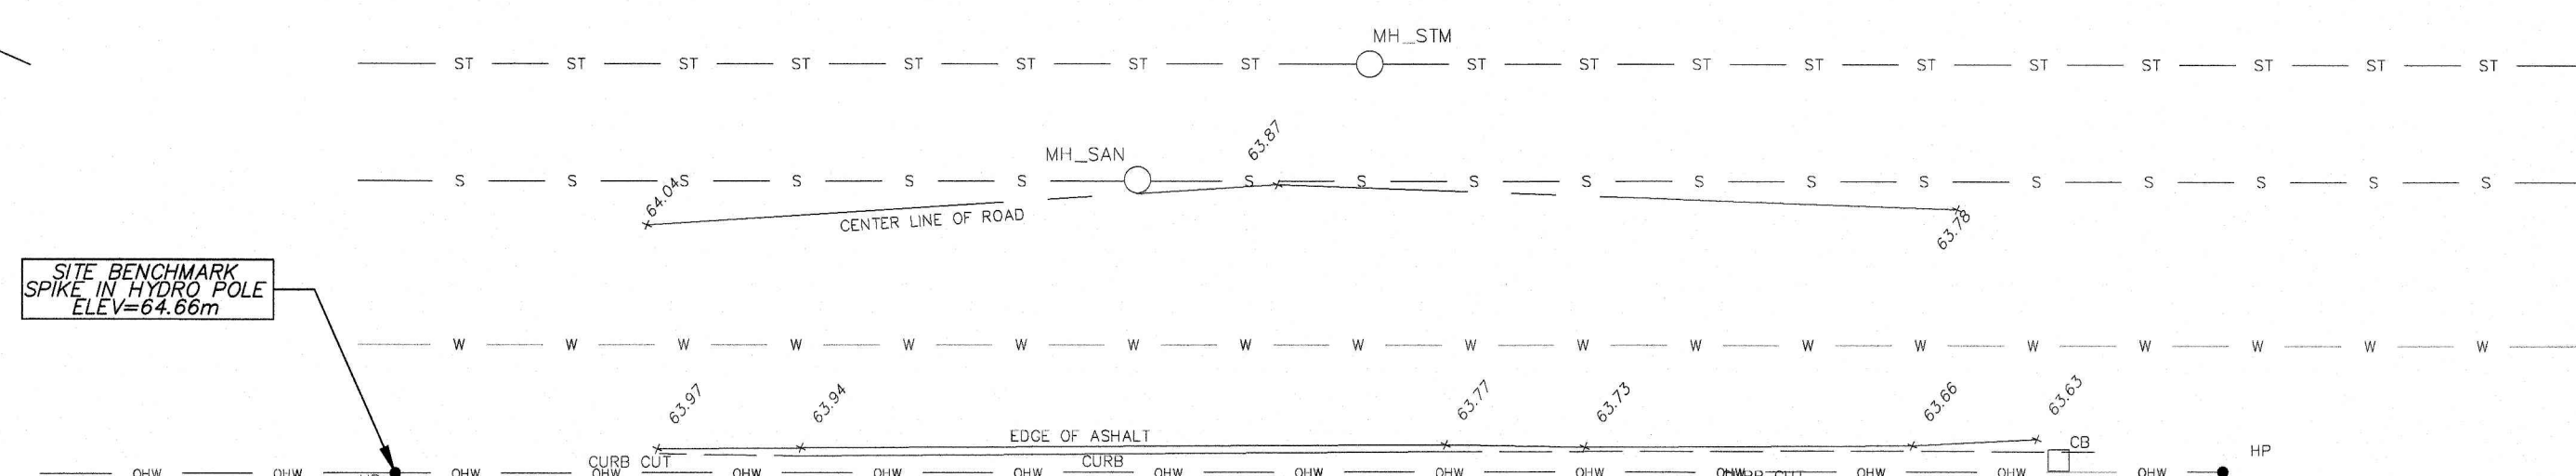 MH_STM
ST ST ST ST ST ST ST ST ST ST ST ST ST ST ST ST ST ST
63.87
MH_SAN
S S S S S S S S S S S S S S S S S S S
64.04
CENTER LINE OF ROAD
63.78
SITE BENCHMARK
SPIKE IN HYDRO POLE
ELEV=64.66m
W W W W W W W W W W W W W W W W W W W
63.97
63.94
63.77
63.73
63.66
63.63
EDGE OF ASHALT
CB
HP
CURB CUT
CURB
OHW OHW OHW OHW OHW OHW OHW OHW OHW OHW OHW OHW OHW OHW OHW